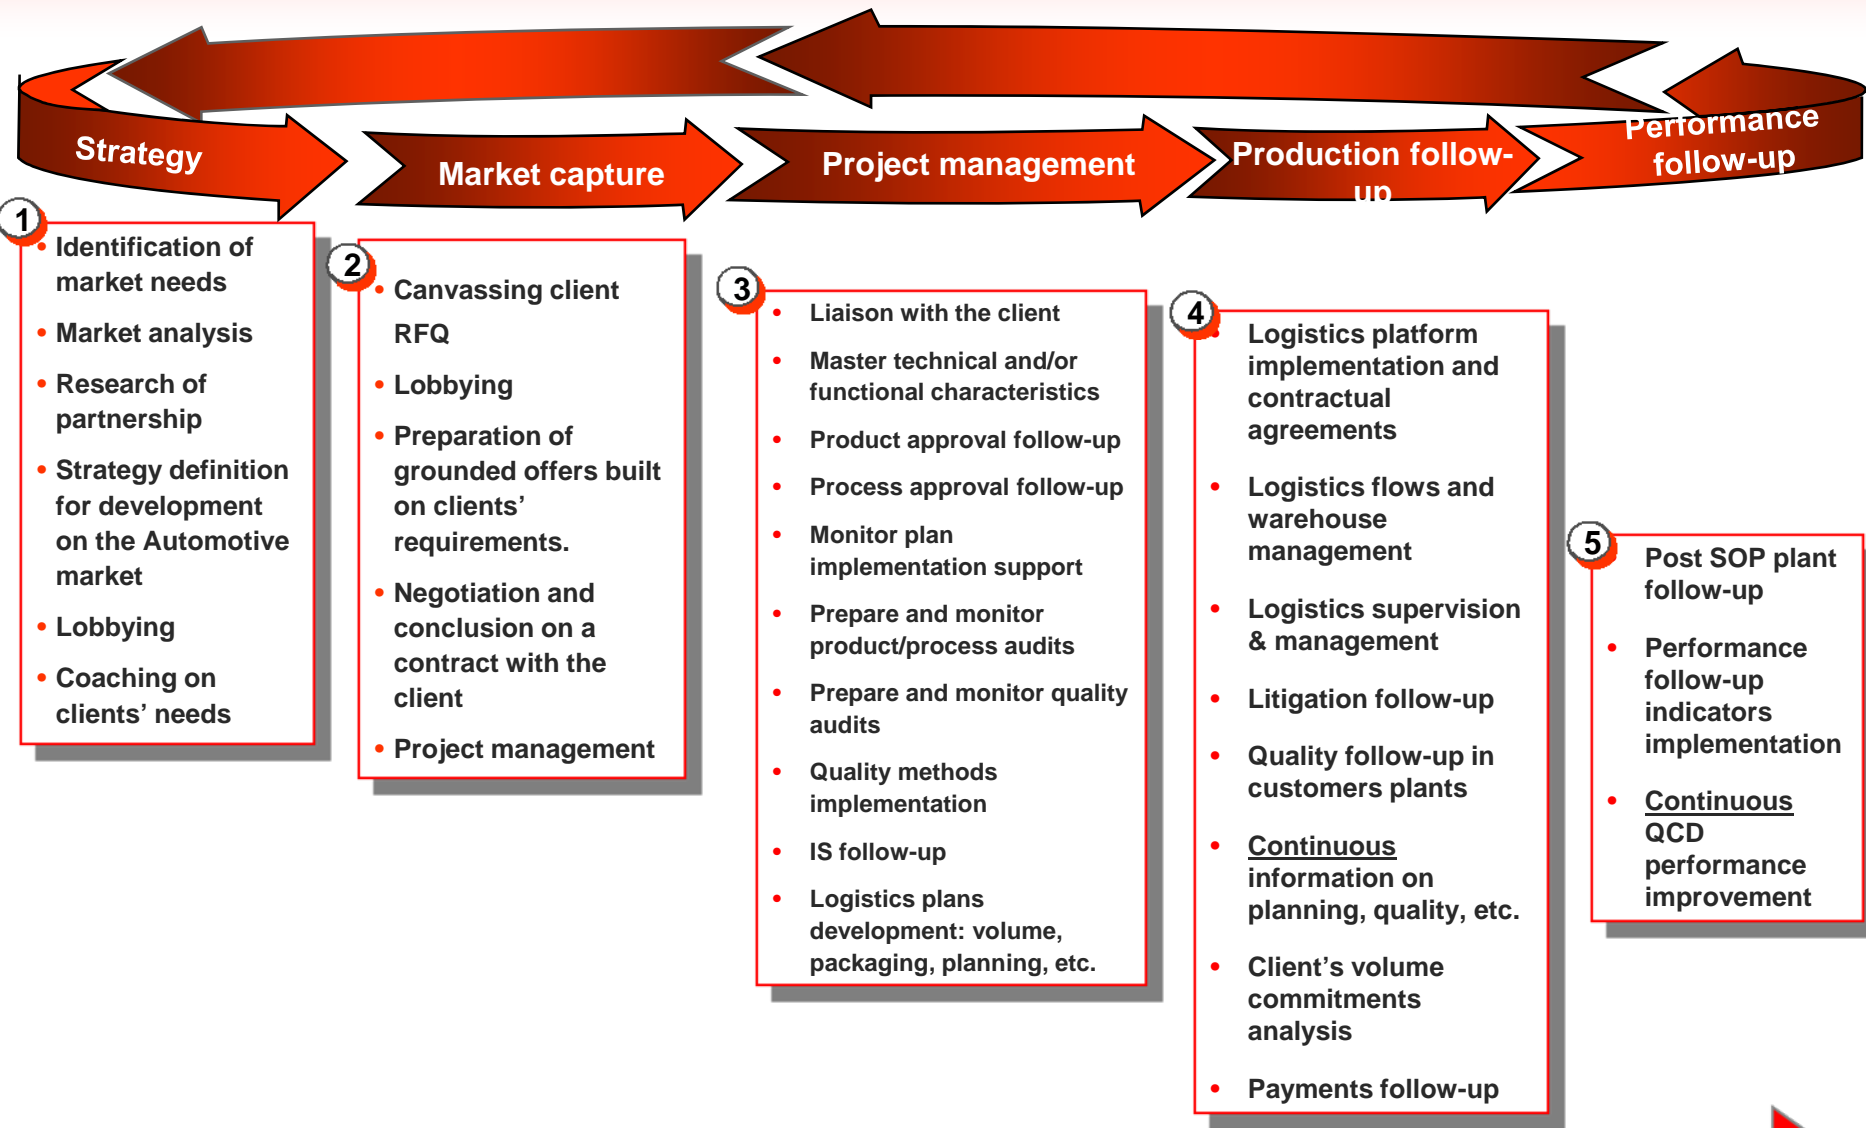 Strategy
Market capture
Project management
Production follow-
up
Performance
follow-up
1
• Identification of
market needs
• Market analysis
• Research of
partnership
• Strategy definition
for development
on the Automotive
market
• Lobbying
• Coaching on
clients’ needs
2
• Canvassing client
RFQ
• Lobbying
• Preparation of
grounded offers built
on clients’
requirements.
• Negotiation and
conclusion on a
contract with the
client
• Project management
3
• Liaison with the client
• Master technical and/or
functional characteristics
• Product approval follow-up
• Process approval follow-up
• Monitor plan
implementation support
• Prepare and monitor
product/process audits
• Prepare and monitor quality
audits
• Quality methods
implementation
• IS follow-up
• Logistics plans
development: volume,
packaging, planning, etc.
4
• Logistics platform
implementation and
contractual
agreements
• Logistics flows and
warehouse
management
• Logistics supervision
& management
• Litigation follow-up
• Quality follow-up in
customers plants
• Continuous
information on
planning, quality, etc.
• Client’s volume
commitments
analysis
• Payments follow-up
5
Post SOP plant
follow-up
• Performance
follow-up
indicators
implementation
• Continuous
QCD
performance
improvement